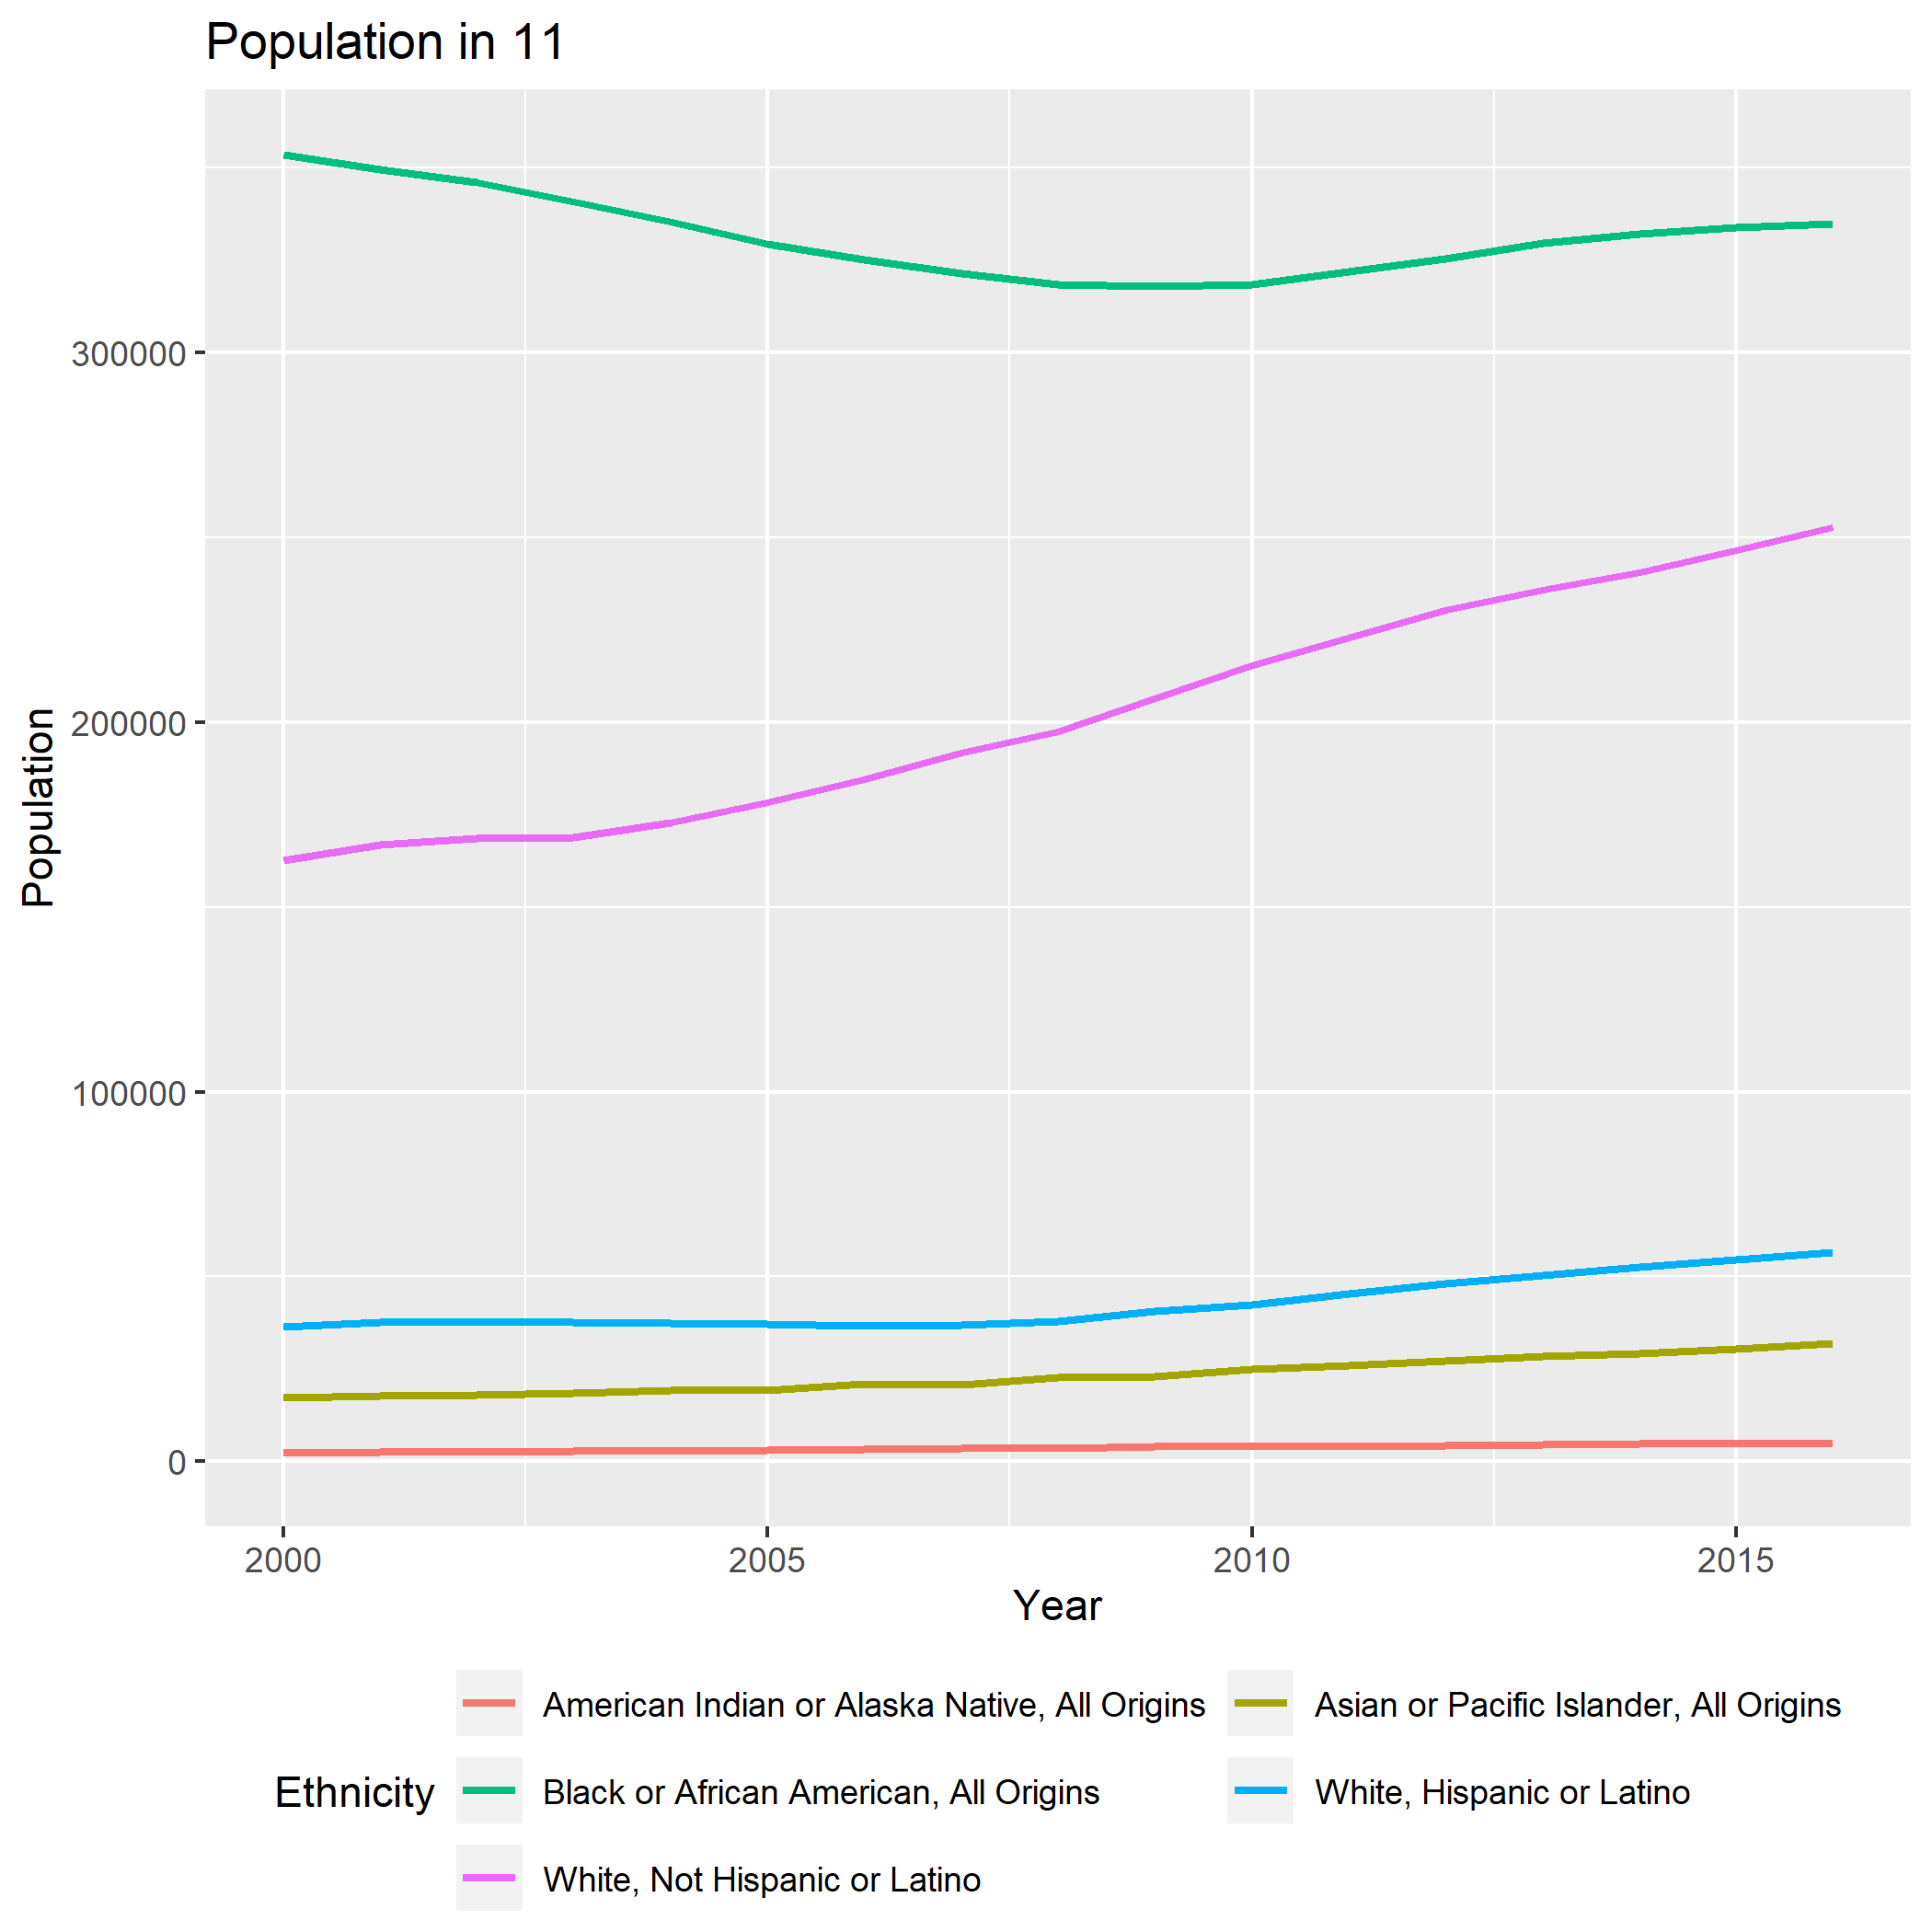 Population in 11
Population
300000
200000
100000
0
2000 2005 2010 2015
Year
Ethnicity
American Indian or Alaska Native, All Origins
Asian or Pacific Islander, All Origins
Black or African American, All Origins
White, Hispanic or Latino
White, Not Hispanic or Latino